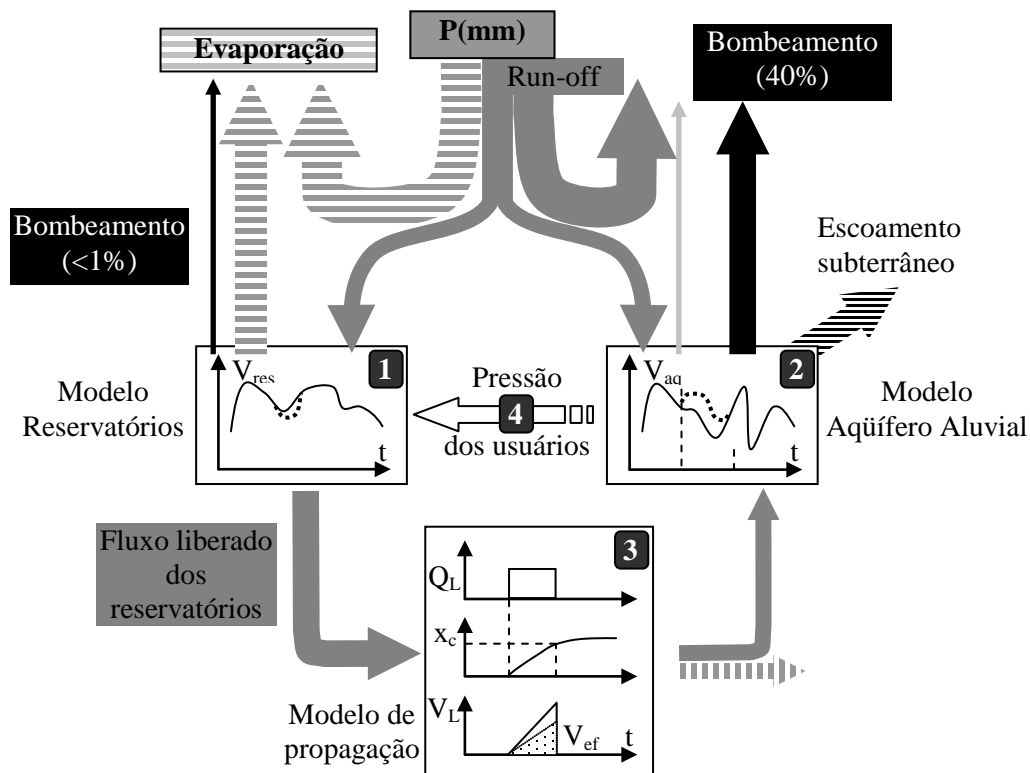 P(mm)
Evaporação
Run-off
Bombeamento
(40%)
Bombeamento
(<1%)
Escoamento
subterrâneo
Modelo
Reservatórios
V_res
1
t
Pressão
4
dos usuários
V_aq
2
t
Modelo
Aqüífero Aluvial
Fluxo liberado
dos
reservatórios
3
Q_L
x_c
V_L
V_ef
t
Modelo de
propagação